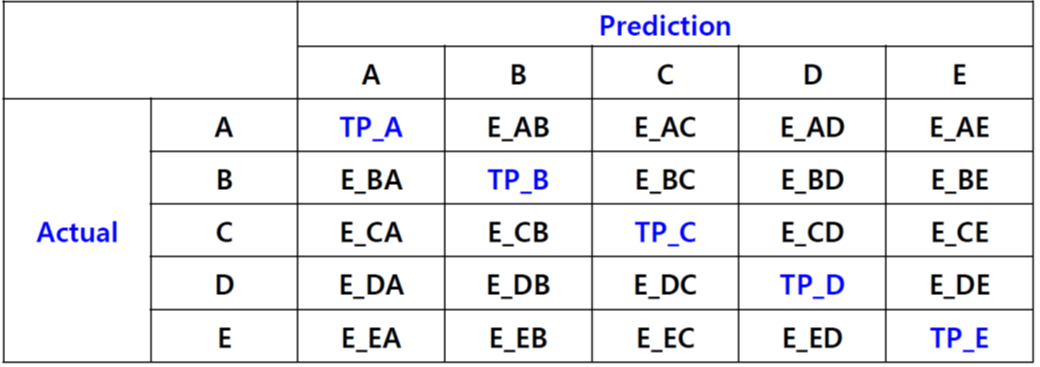 Prediction
A B C D E
A TP_A E_AB E_AC E_AD E_AE
B E_BA TP_B E_BC E_BD E_BE
Actual C E_CA E_CB TP_C E_CD E_CE
D E_DA E_DB E_DC TP_D E_DE
E E_EA E_EB E_EC E_ED TP_E